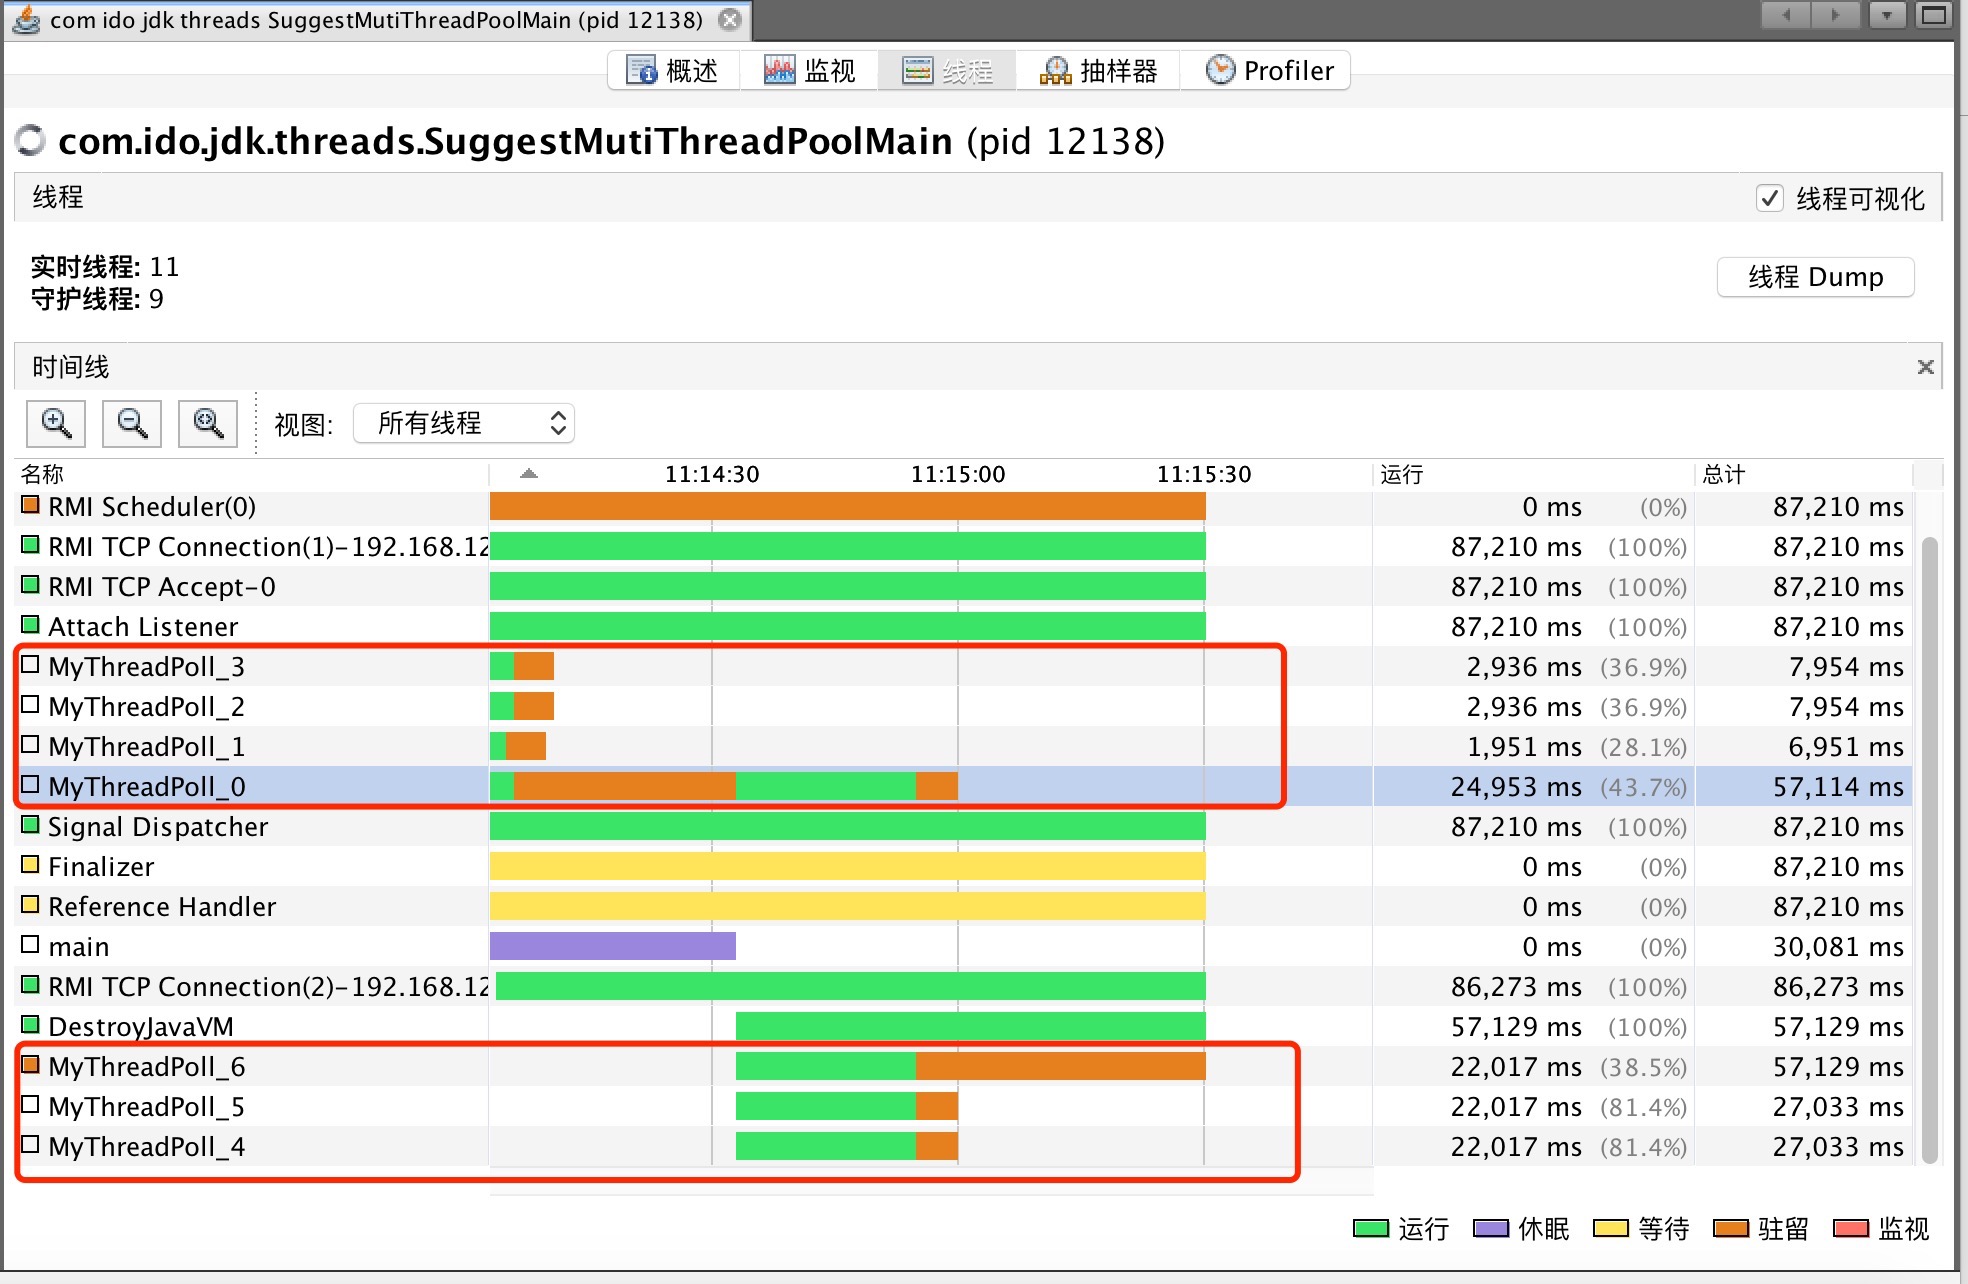 com ido jdk threads SuggestMutiThreadPoolMain (pid 12138)
概述 监视 线程 抽样器 Profiler
com.ido.jdk.threads.SuggestMutiThreadPoolMain (pid 12138)
线程 线程可视化
实时线程: 11
守护线程: 9
线程 Dump
时间线
视图: 所有线程
名称 11:14:30 11:15:00 11:15:30 运行 总计
RMI Scheduler(0) 0 ms (0%) 87,210 ms
RMI TCP Connection(1)-192.168.12 87,210 ms (100%) 87,210 ms
RMI TCP Accept-0 87,210 ms (100%) 87,210 ms
Attach Listener 87,210 ms (100%) 87,210 ms
MyThreadPoll_3 2,936 ms (36.9%) 7,954 ms
MyThreadPoll_2 2,936 ms (36.9%) 7,954 ms
MyThreadPoll_1 1,951 ms (28.1%) 6,951 ms
MyThreadPoll_0 24,953 ms (43.7%) 57,114 ms
Signal Dispatcher 87,210 ms (100%) 87,210 ms
Finalizer 0 ms (0%) 87,210 ms
Reference Handler 0 ms (0%) 87,210 ms
main 0 ms (0%) 30,081 ms
RMI TCP Connection(2)-192.168.12 86,273 ms (100%) 86,273 ms
DestroyJavaVM 57,129 ms (100%) 57,129 ms
MyThreadPoll_6 22,017 ms (38.5%) 57,129 ms
MyThreadPoll_5 22,017 ms (81.4%) 27,033 ms
MyThreadPoll_4 22,017 ms (81.4%) 27,033 ms
运行 休眠 等待 驻留 监视